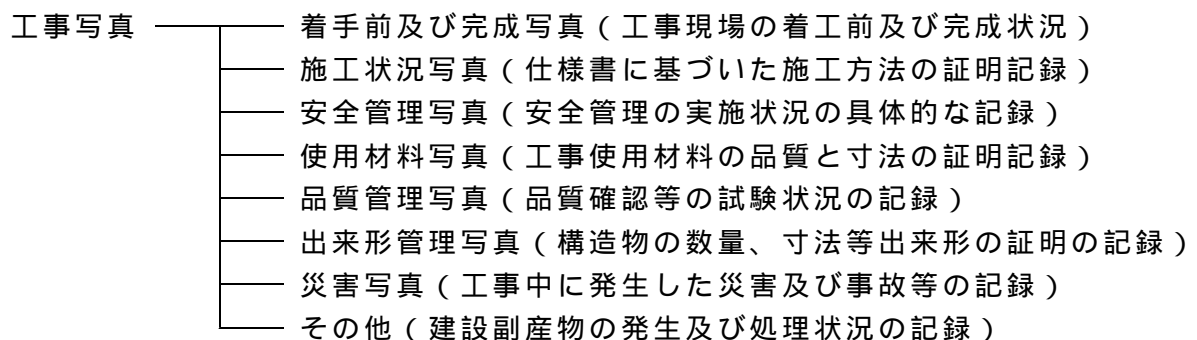 工事写真 着手前及び完成写真(工事現場の着工前及び完成状況)
施工状況写真(仕様書に基づいた施工方法の証明記録)
安全管理写真(安全管理の実施状況の具体的な記録)
使用材料写真(工事使用材料の品質と寸法の証明記録)
品質管理写真(品質確認等の試験状況の記録)
出来形管理写真(構造物の数量、寸法等出来形の証明の記録)
災害写真(工事中に発生した災害及び事故等の記録)
その他(建設副産物の発生及び処理状況の記録)